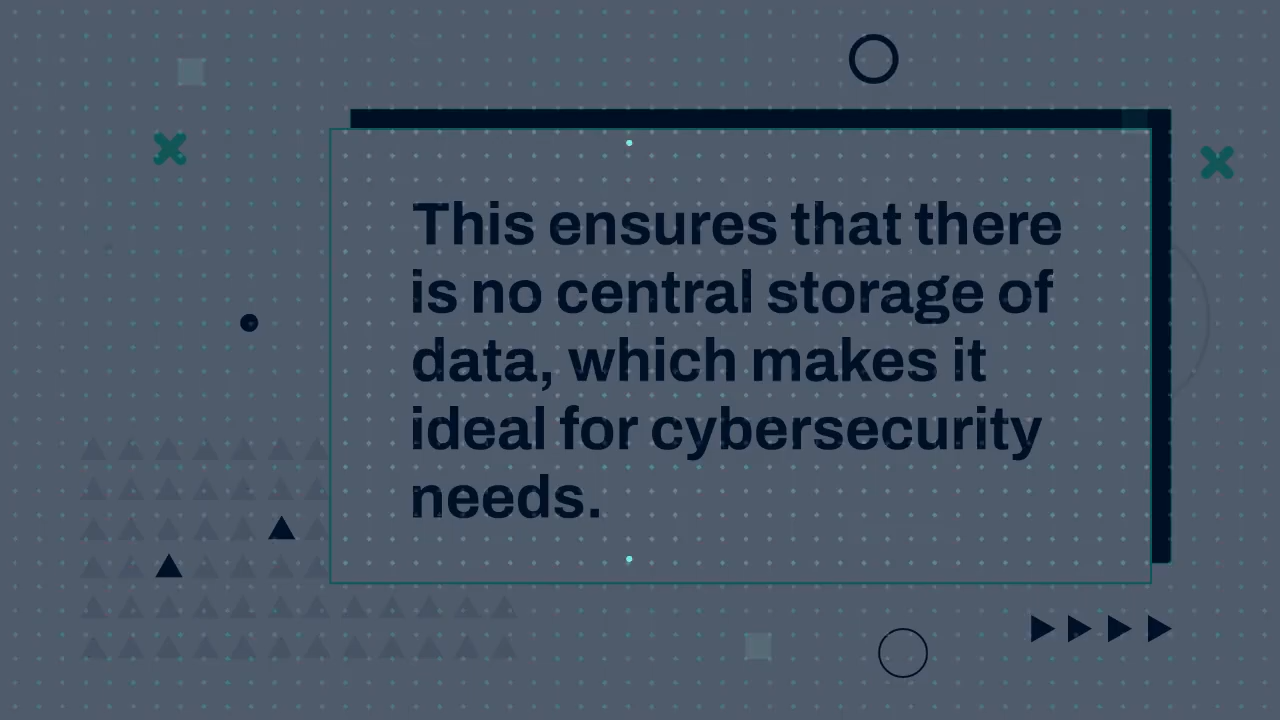 This ensures that there
is no central storage of
data, which makes it
ideal for cybersecurity
needs.